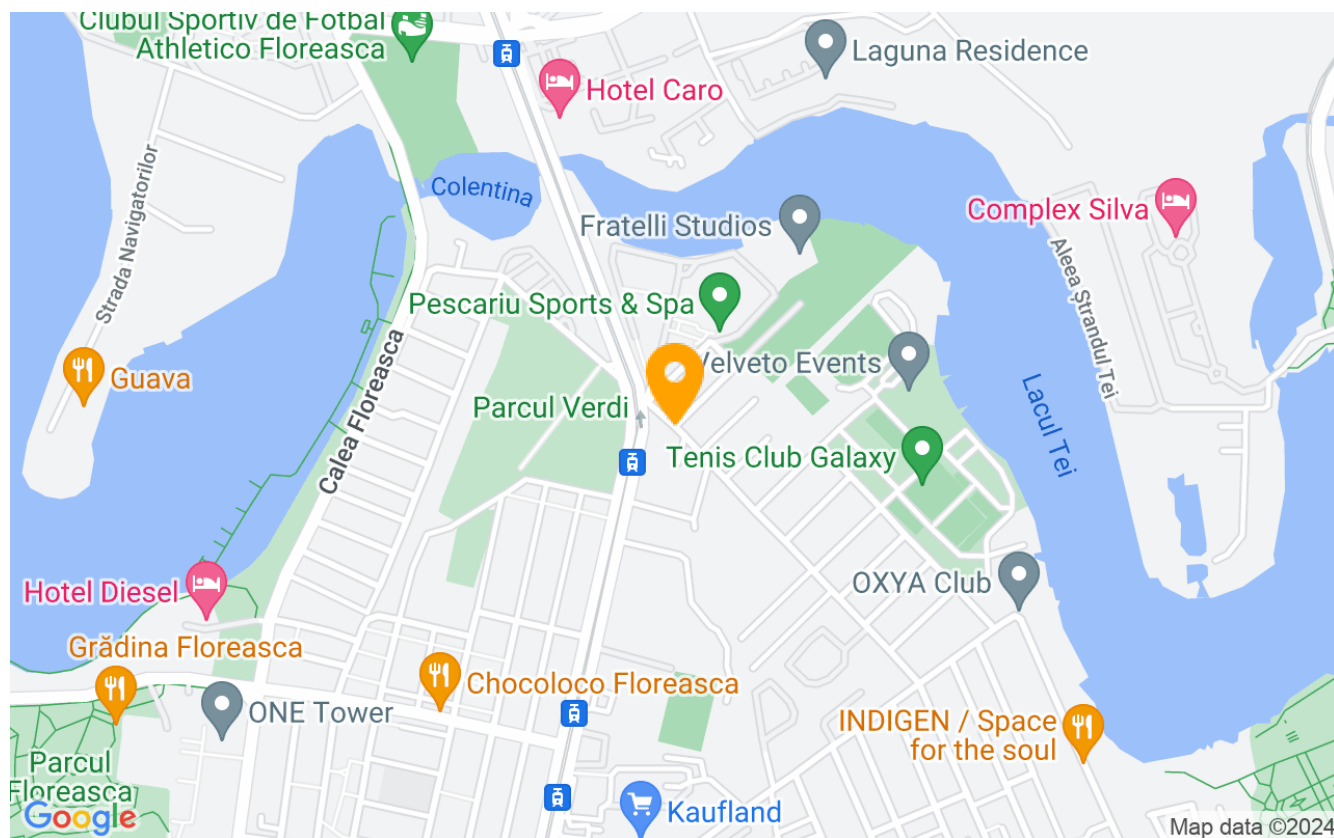 Clubul Sportiv de Fotbal
Athletico Floreasca
Laguna Residence
Hotel Caro
Strada Navigatorilor
Colentina
Complex Silva
Fratelli Studios
Aleea Ștrandul Tei
Pescariu Sports & Spa
Calea Floreasca
Guava
Velveto Events
Parcul Verdi
Lacul Tei
Tenis Club Galaxy
Hotel Diesel
OXYA Club
Grădina Floreasca
Chocoloco Floreasca
ONE Tower
INDIGEN / Space
for the soul
Parcul
Floreasca
Google
Kaufland
Map data ©2024